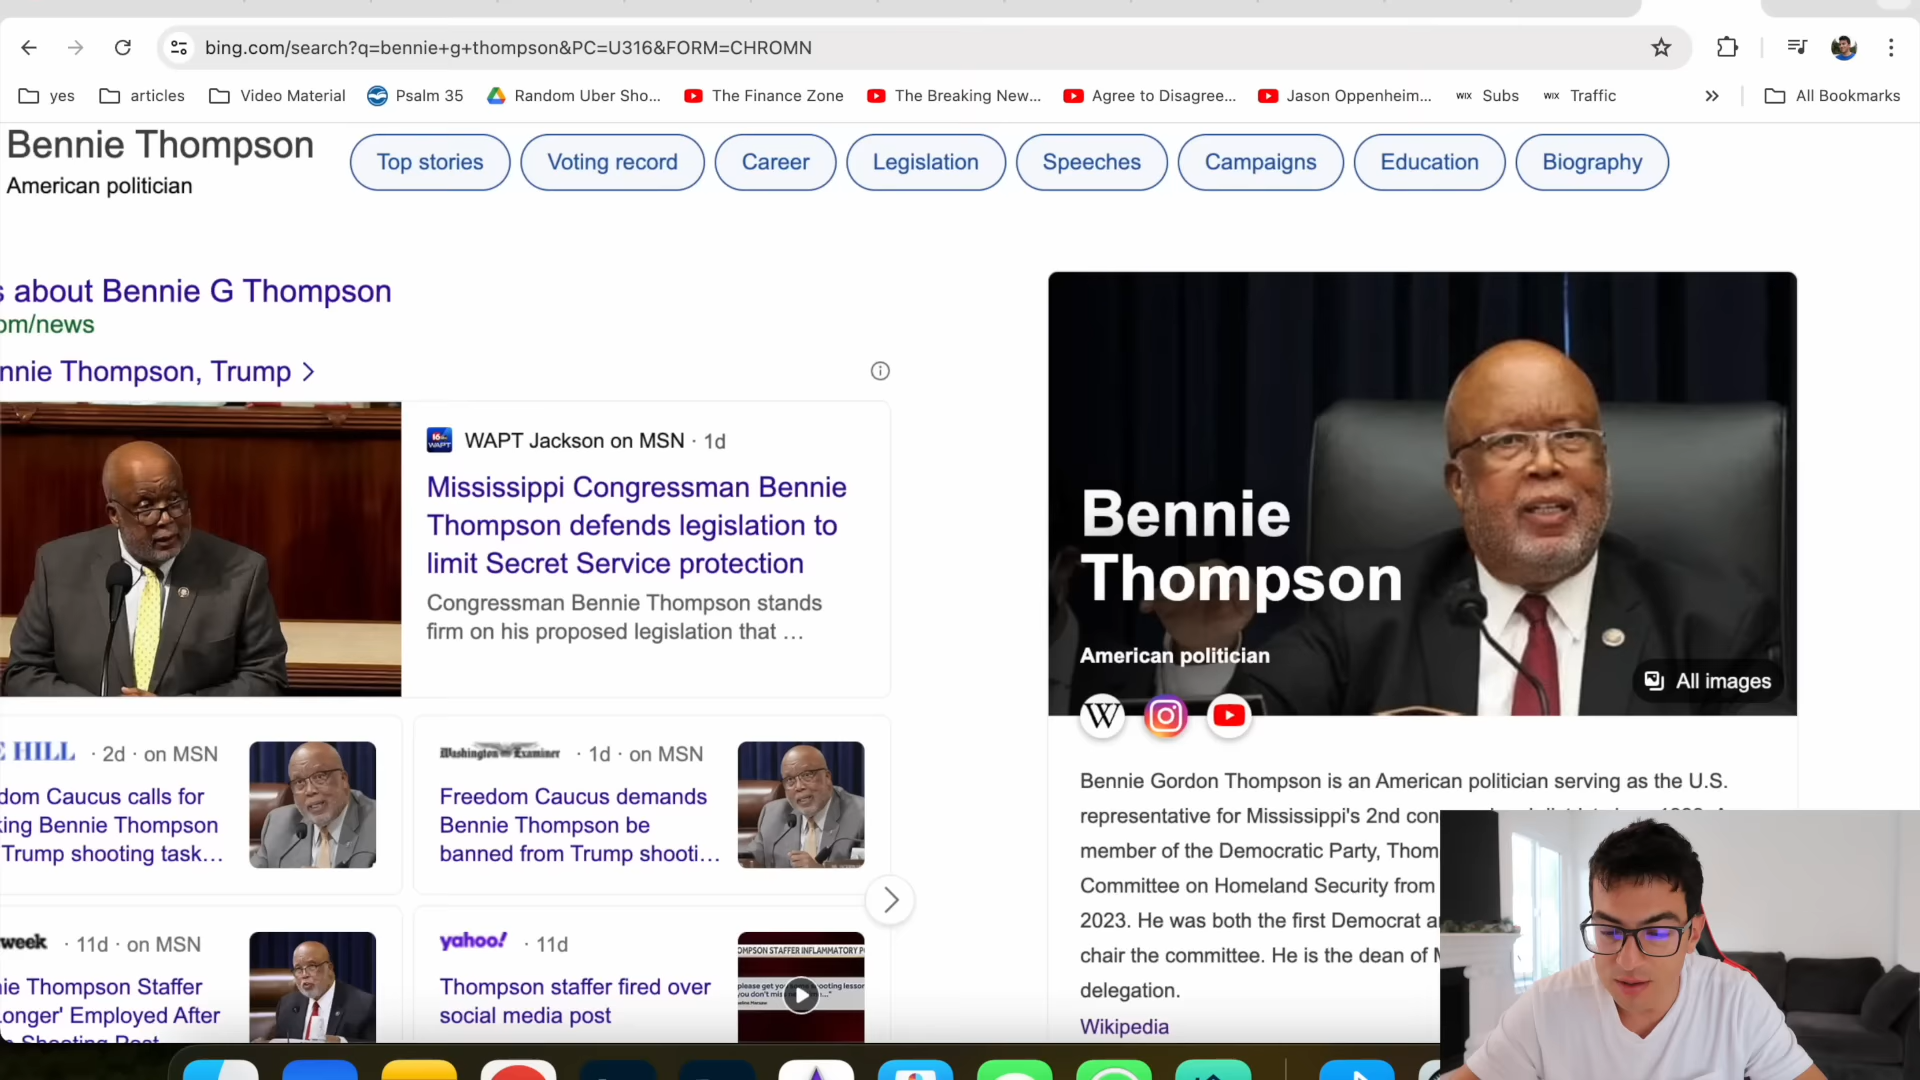 bing.com/search?q=bennie+g+thompson&PC=U316&FORM=CHROMN
yes
articles
Video Material
Psalm 35
Random Uber Sho...
The Finance Zone
The Breaking New...
Agree to Disagree...
Jason Oppenheim...
WIX Subs
WIX Traffic
All Bookmarks
Bennie Thompson
American politician
Top stories
Voting record
Career
Legislation
Speeches
Campaigns
Education
Biography
s about Bennie G Thompson
om/news
nnie Thompson, Trump
WAPT Jackson on MSN · 1d
Mississippi Congressman Bennie
Thompson defends legislation to
limit Secret Service protection
Congressman Bennie Thompson stands
firm on his proposed legislation that ...
E HILL · 2d · on MSN
dom Caucus calls for
king Bennie Thompson
Trump shooting task...
Washington Examiner · 1d · on MSN
Freedom Caucus demands
Bennie Thompson be
banned from Trump shooti...
week · 11d · on MSN
nie Thompson Staffer
onger' Employed After
yahoo! · 11d
Thompson staffer fired over
social media post
OMPSON STAFFER INFLAMMATORY P
Bennie
Thompson
American politician
All images
Bennie Gordon Thompson is an American politician serving as the U.S.
representative for Mississippi's 2nd con
member of the Democratic Party, Thom
Committee on Homeland Security from
2023. He was both the first Democrat a
chair the committee. He is the dean of M
delegation.
Wikipedia